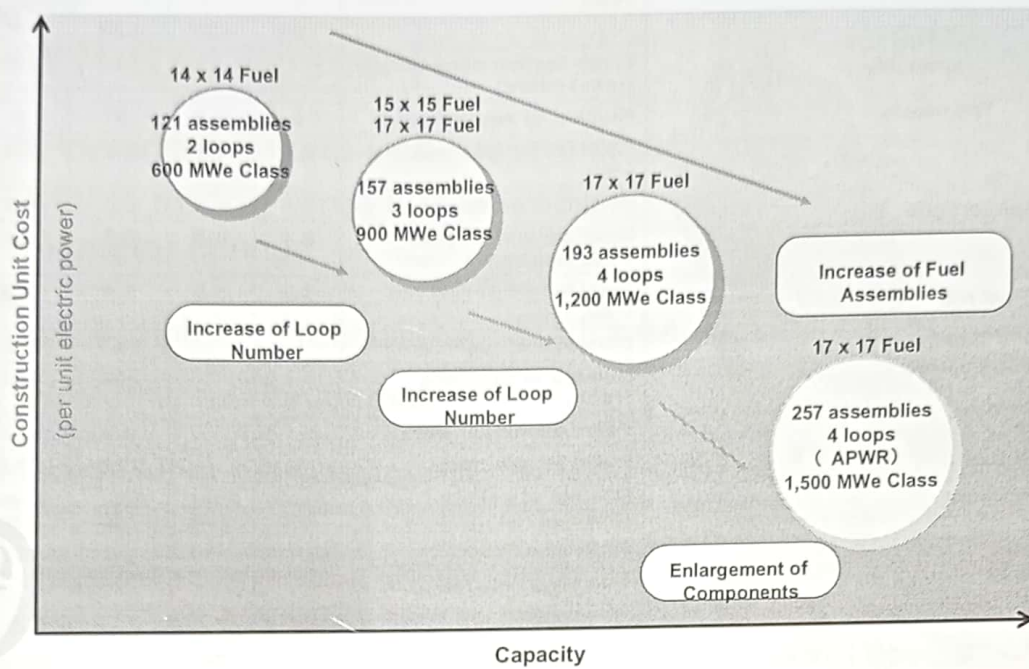 14 x 14 Fuel
121 assemblies
2 loops
600 MWe Class
15 x 15 Fuel
17 x 17 Fuel
157 assemblies
3 loops
900 MWe Class
17 x 17 Fuel
193 assemblies
4 loops
1,200 MWe Class
Increase of Fuel
Assemblies
17 x 17 Fuel
257 assemblies
4 loops
( APWR)
1,500 MWe Class
Increase of Loop
Number
Increase of Loop
Number
Enlargement of
Components
Construction Unit Cost
(per unit electric power)
Capacity